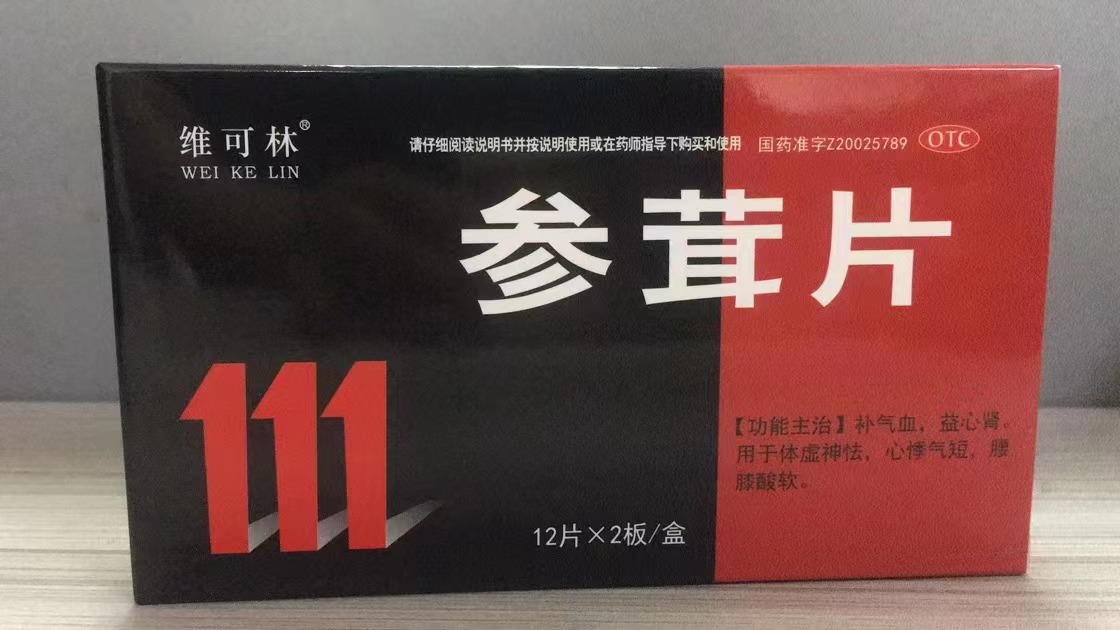 维可林®
WEI KE LIN
请仔细阅读说明书并按说明使用或在药师指导下购买和使用
国药准字Z20025789
OTC
参茸片
111
【功能主治】补气血，益心肾。
用于体虚神怯，心悸气短，腰
膝酸软。
12片×2板/盒